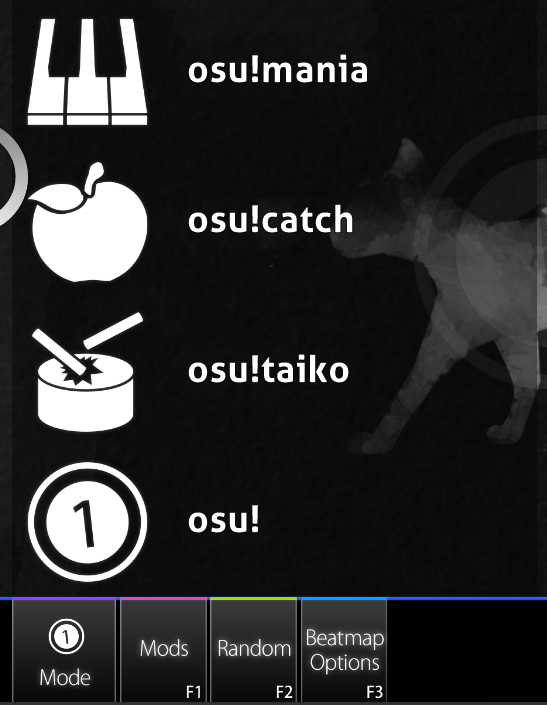 osu!mania
osu!catch
osu!taiko
1
osu!
1
Mode
Mods
F1
Random
F2
Beatmap
Options
F3